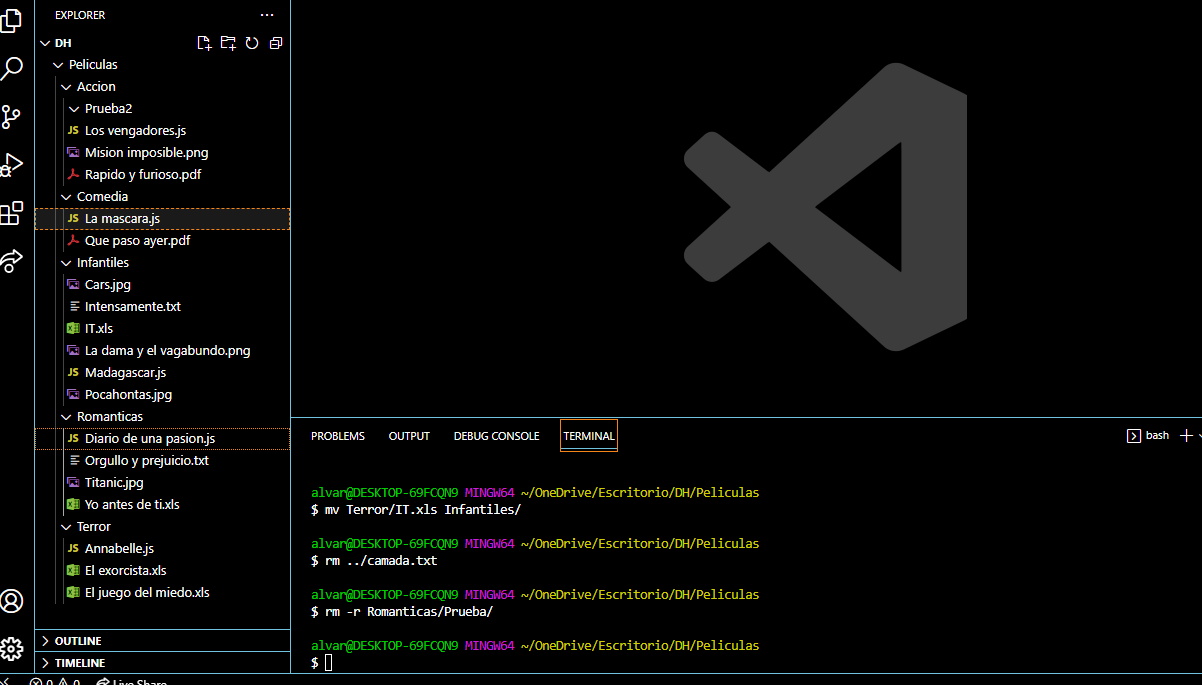 EXPLORER
DH
Peliculas
Accion
Prueba2
JS Los vengadores.js
Mision imposible.png
Rapido y furioso.pdf
Comedia
JS La mascara.js
Que paso ayer.pdf
Infantiles
Cars.jpg
Intensamente.txt
IT.xls
La dama y el vagabundo.png
JS Madagascar.js
Pocahontas.jpg
Romanticas
JS Diario de una pasion.js
Orgullo y prejuicio.txt
Titanic.jpg
Yo antes de ti.xls
Terror
JS Annabelle.js
El exorcista.xls
El juego del miedo.xls
OUTLINE
TIMELINE
0 0 Live Share
PROBLEMS OUTPUT DEBUG CONSOLE TERMINAL bash
alvar@DESKTOP-69FCQN9 MINGW64 ~/OneDrive/Escritorio/DH/Peliculas
$ mv Terror/IT.xls Infantiles/
alvar@DESKTOP-69FCQN9 MINGW64 ~/OneDrive/Escritorio/DH/Peliculas
$ rm ../camada.txt
alvar@DESKTOP-69FCQN9 MINGW64 ~/OneDrive/Escritorio/DH/Peliculas
$ rm -r Romanticas/Prueba/
alvar@DESKTOP-69FCQN9 MINGW64 ~/OneDrive/Escritorio/DH/Peliculas
$